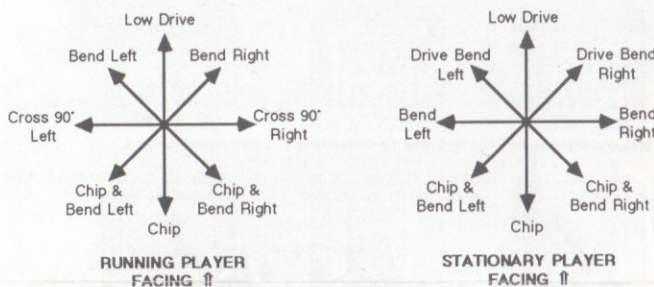 Low Drive
Bend Left
Bend Right
Cross 90°
Left
Cross 90°
Right
Chip &
Bend Left
Chip &
Bend Right
Chip
RUNNING PLAYER
FACING ⇑
Low Drive
Drive Bend
Left
Drive Bend
Right
Bend
Left
Bend
Right
Chip &
Bend Left
Chip &
Bend Right
Chip
STATIONARY PLAYER
FACING ⇑